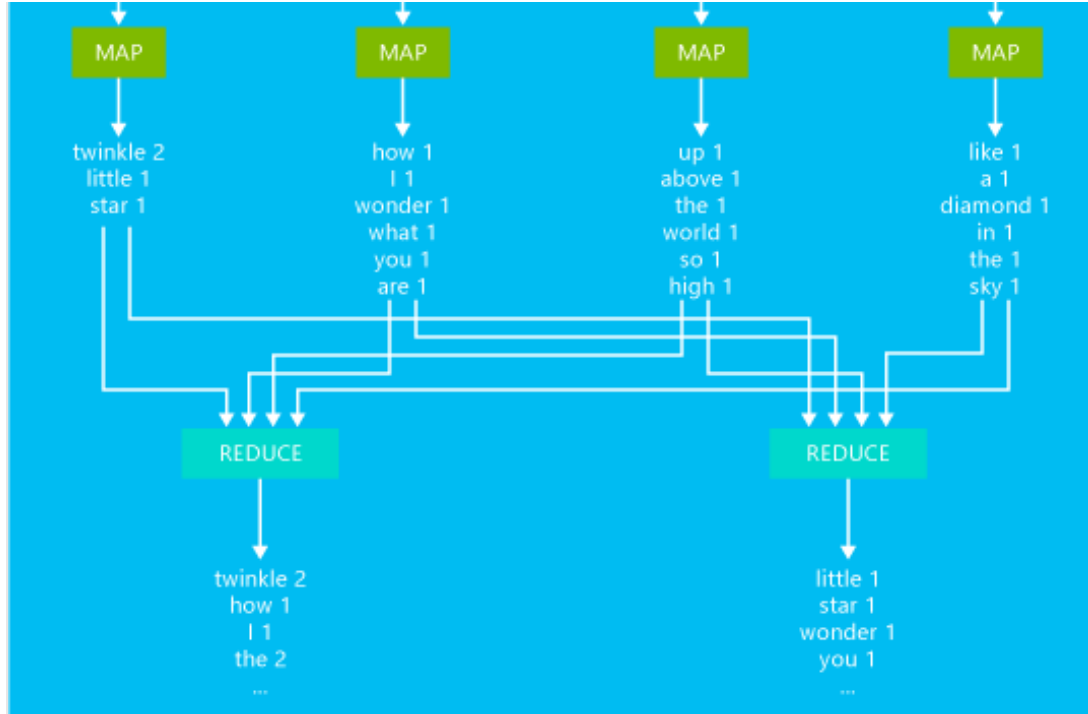 MAP
MAP
MAP
MAP
twinkle 2
little 1
star 1
how 1
I 1
wonder 1
what 1
you 1
are 1
up 1
above 1
the 1
world 1
so 1
high 1
like 1
a 1
diamond 1
in 1
the 1
sky 1
REDUCE
REDUCE
twinkle 2
how 1
I 1
the 2
...
little 1
star 1
wonder 1
you 1
...